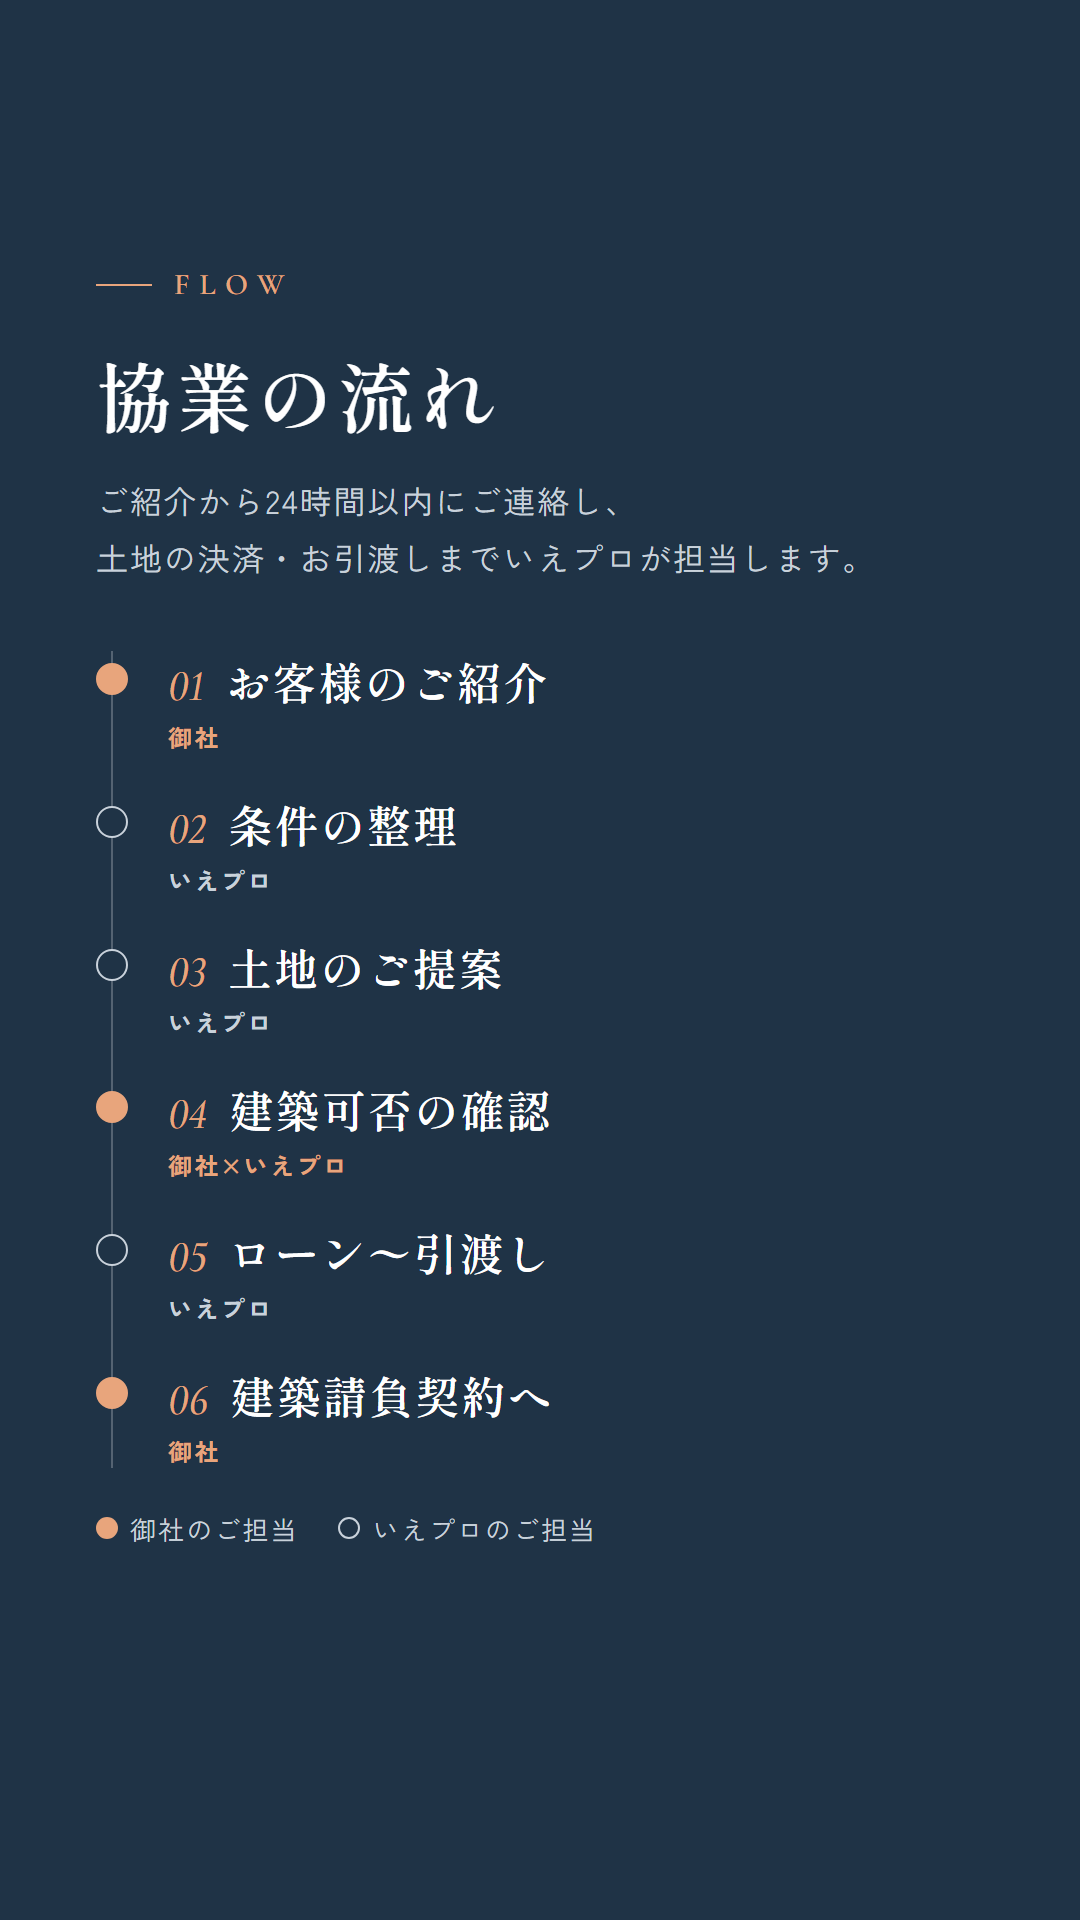 FLOW
協業の流れ
ご紹介から24時間以内にご連絡し、
土地の決済・お引渡しまでいえプロが担当します。
01 お客様のご紹介
御社
02 条件の整理
いえプロ
03 土地のご提案
いえプロ
04 建築可否の確認
御社×いえプロ
05 ローン〜引渡し
いえプロ
06 建築請負契約へ
御社
御社のご担当 いえプロのご担当